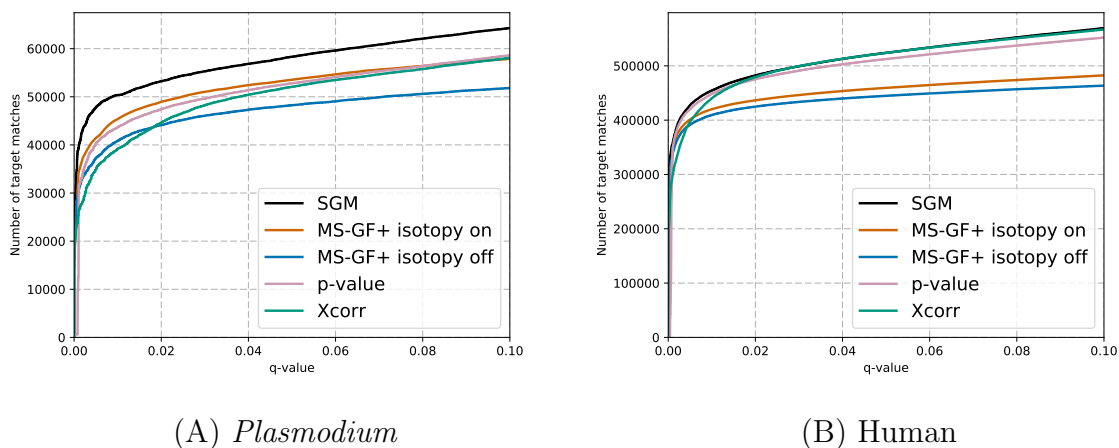 60000
50000
40000
30000
20000
10000
0
Number of target matches
SGM
MS-GF+ isotopy on
MS-GF+ isotopy off
p-value
Xcorr
0.00 0.02 0.04 0.06 0.08 0.10
q-value
(A) Plasmodium
500000
400000
300000
200000
100000
0
Number of target matches
SGM
MS-GF+ isotopy on
MS-GF+ isotopy off
p-value
Xcorr
0.00 0.02 0.04 0.06 0.08 0.10
q-value
(B) Human